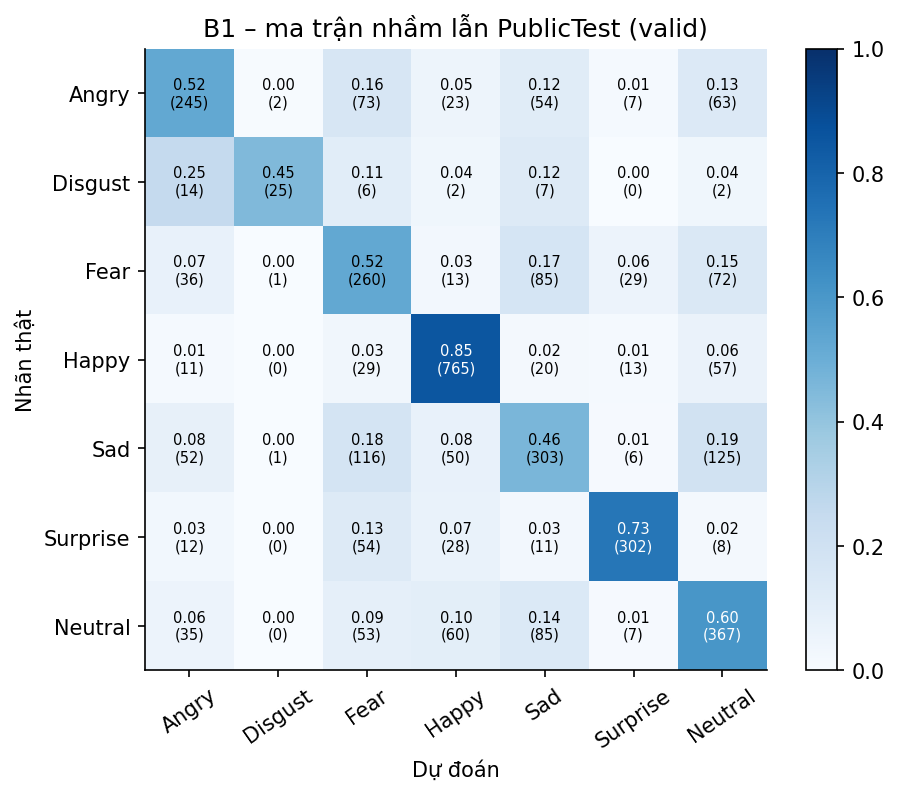 B1 – ma trận nhầm lẫn PublicTest (valid)
Nhãn thật
Angry
0.52 0.00 0.16 0.05 0.12 0.01 0.13
(245) (2) (73) (23) (54) (7) (63)
Disgust
0.25 0.45 0.11 0.04 0.12 0.00 0.04
(14) (25) (6) (2) (7) (0) (2)
Fear
0.07 0.00 0.52 0.03 0.17 0.06 0.15
(36) (1) (260) (13) (85) (29) (72)
Happy
0.01 0.00 0.03 0.85 0.02 0.01 0.06
(11) (0) (29) (765) (20) (13) (57)
Sad
0.08 0.00 0.18 0.08 0.46 0.01 0.19
(52) (1) (116) (50) (303) (6) (125)
Surprise
0.03 0.00 0.13 0.07 0.03 0.73 0.02
(12) (0) (54) (28) (11) (302) (8)
Neutral
0.06 0.00 0.09 0.10 0.14 0.01 0.60
(35) (0) (53) (60) (85) (7) (367)
Angry Disgust Fear Happy Sad Surprise Neutral
Dự đoán
1.0
0.8
0.6
0.4
0.2
0.0